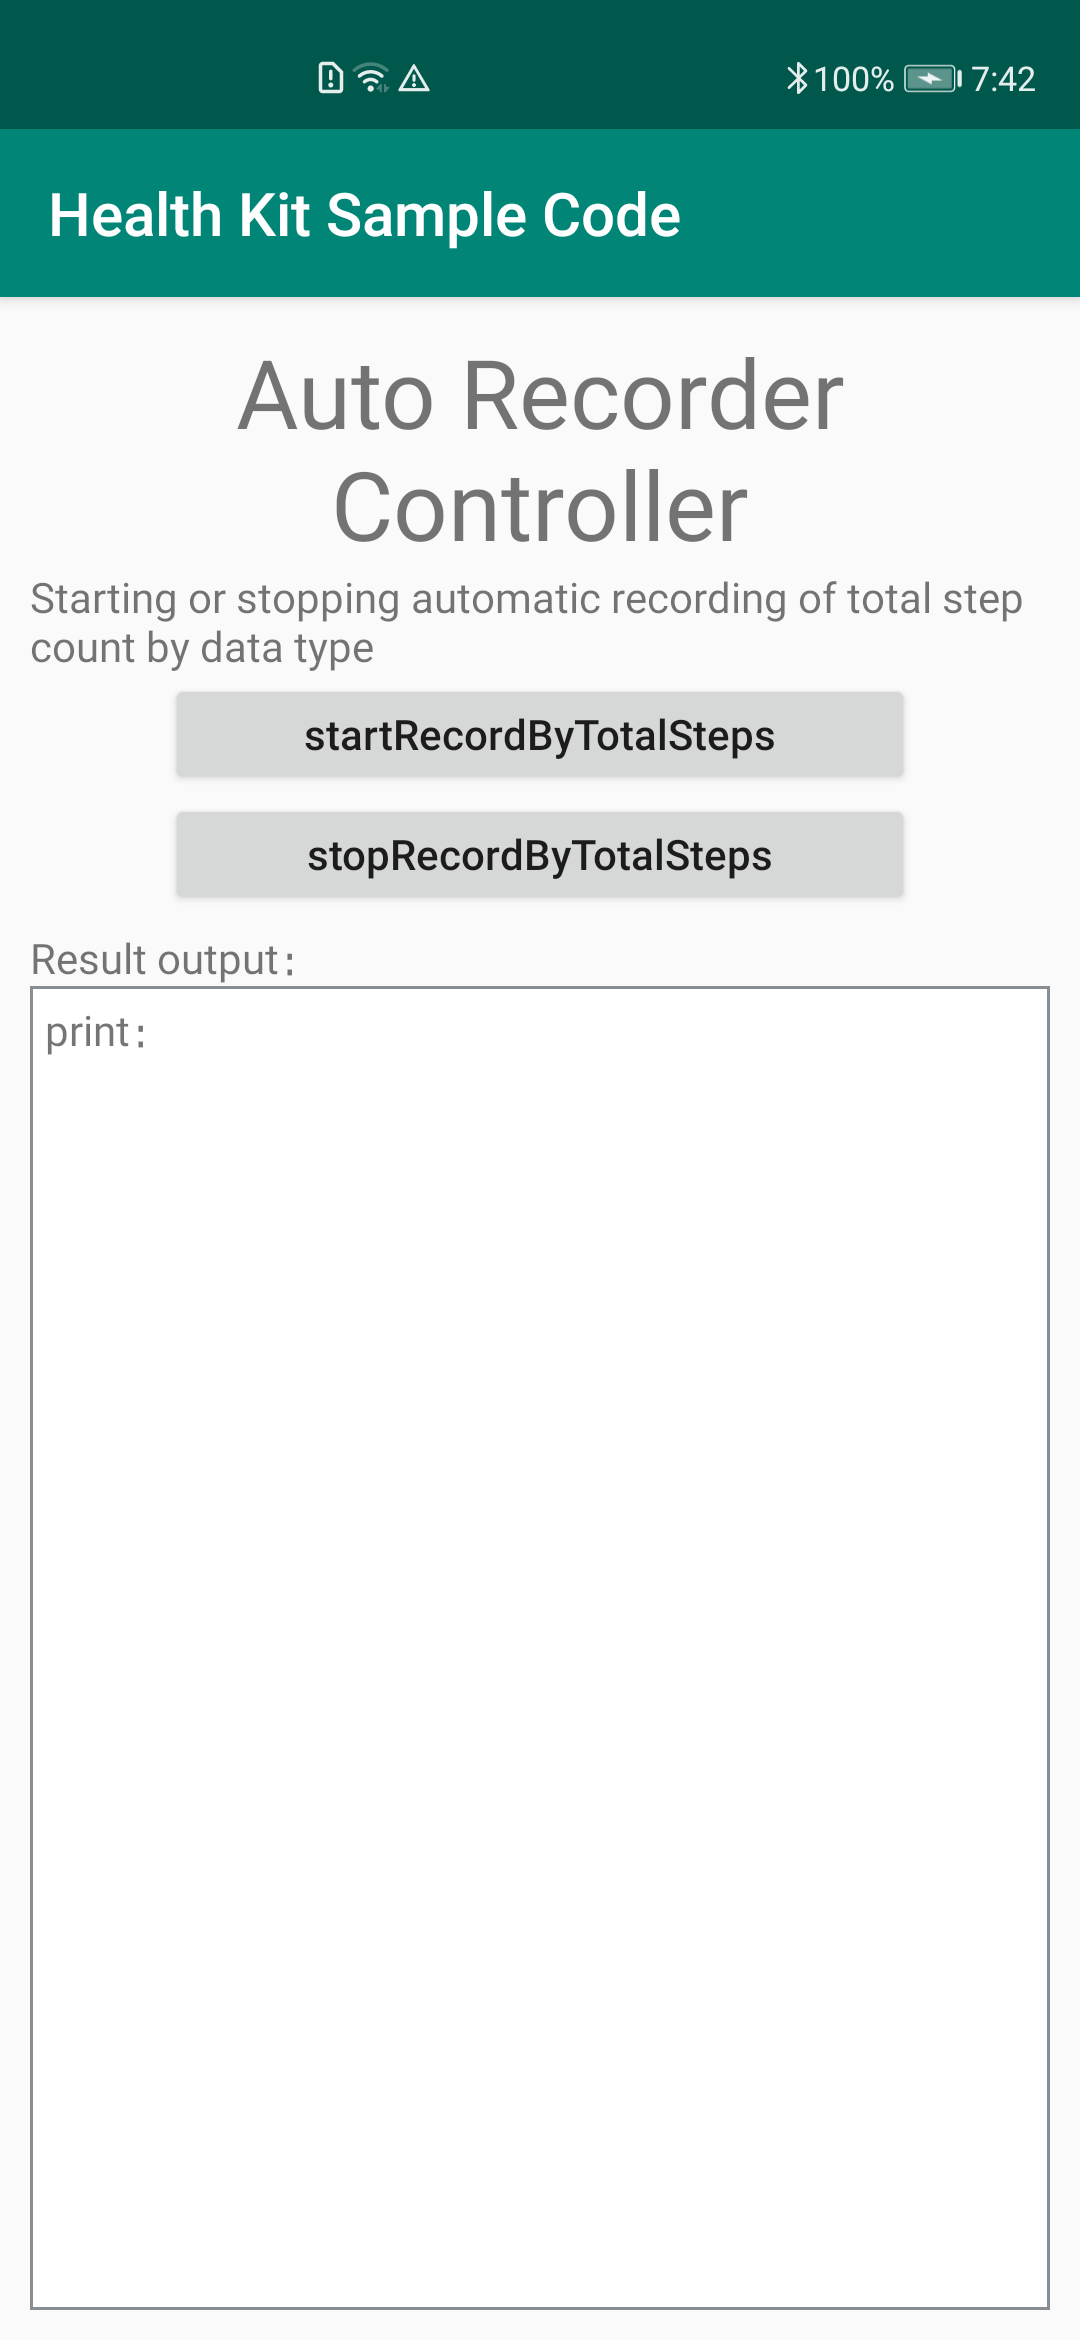 100% 7:42
Health Kit Sample Code
Auto Recorder
Controller
Starting or stopping automatic recording of total step
count by data type
startRecordByTotalSteps
stopRecordByTotalSteps
Result output:
print: